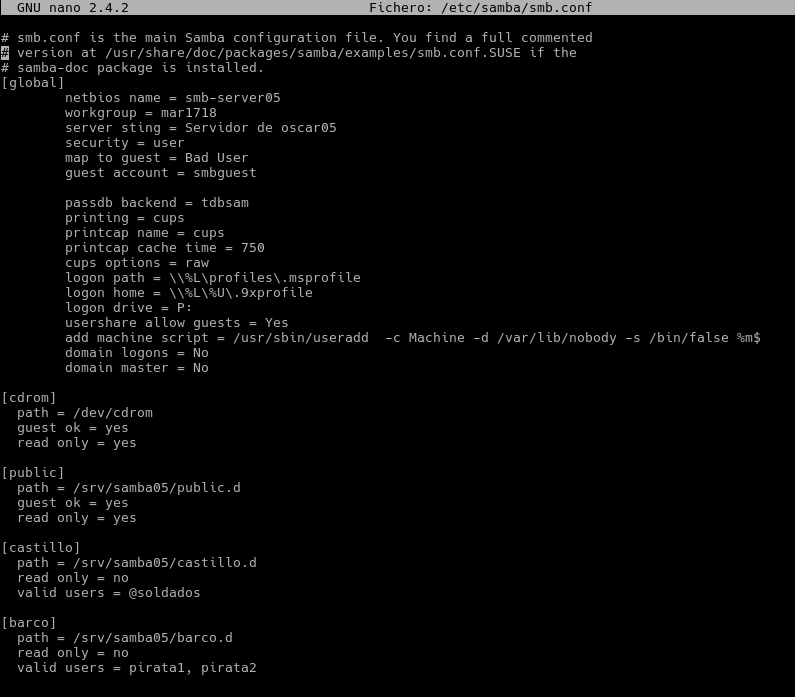 GNU nano 2.4.2 Fichero: /etc/samba/smb.conf
# smb.conf is the main Samba configuration file. You find a full commented
# version at /usr/share/doc/packages/samba/examples/smb.conf.SUSE if the
# samba-doc package is installed.
[global]
netbios name = smb-server05
workgroup = mar1718
server sting = Servidor de oscar05
security = user
map to guest = Bad User
guest account = smbguest
passdb backend = tdbsam
printing = cups
printcap name = cups
printcap cache time = 750
cups options = raw
logon path = \\%L\profiles\.msprofile
logon home = \\%L\%U\.9xprofile
logon drive = P:
usershare allow guests = Yes
add machine script = /usr/sbin/useradd  -c Machine -d /var/lib/nobody -s /bin/false %m$
domain logons = No
domain master = No
[cdrom]
path = /dev/cdrom
guest ok = yes
read only = yes
[public]
path = /srv/samba05/public.d
guest ok = yes
read only = yes
[castillo]
path = /srv/samba05/castillo.d
read only = no
valid users = @soldados
[barco]
path = /srv/samba05/barco.d
read only = no
valid users = pirata1, pirata2